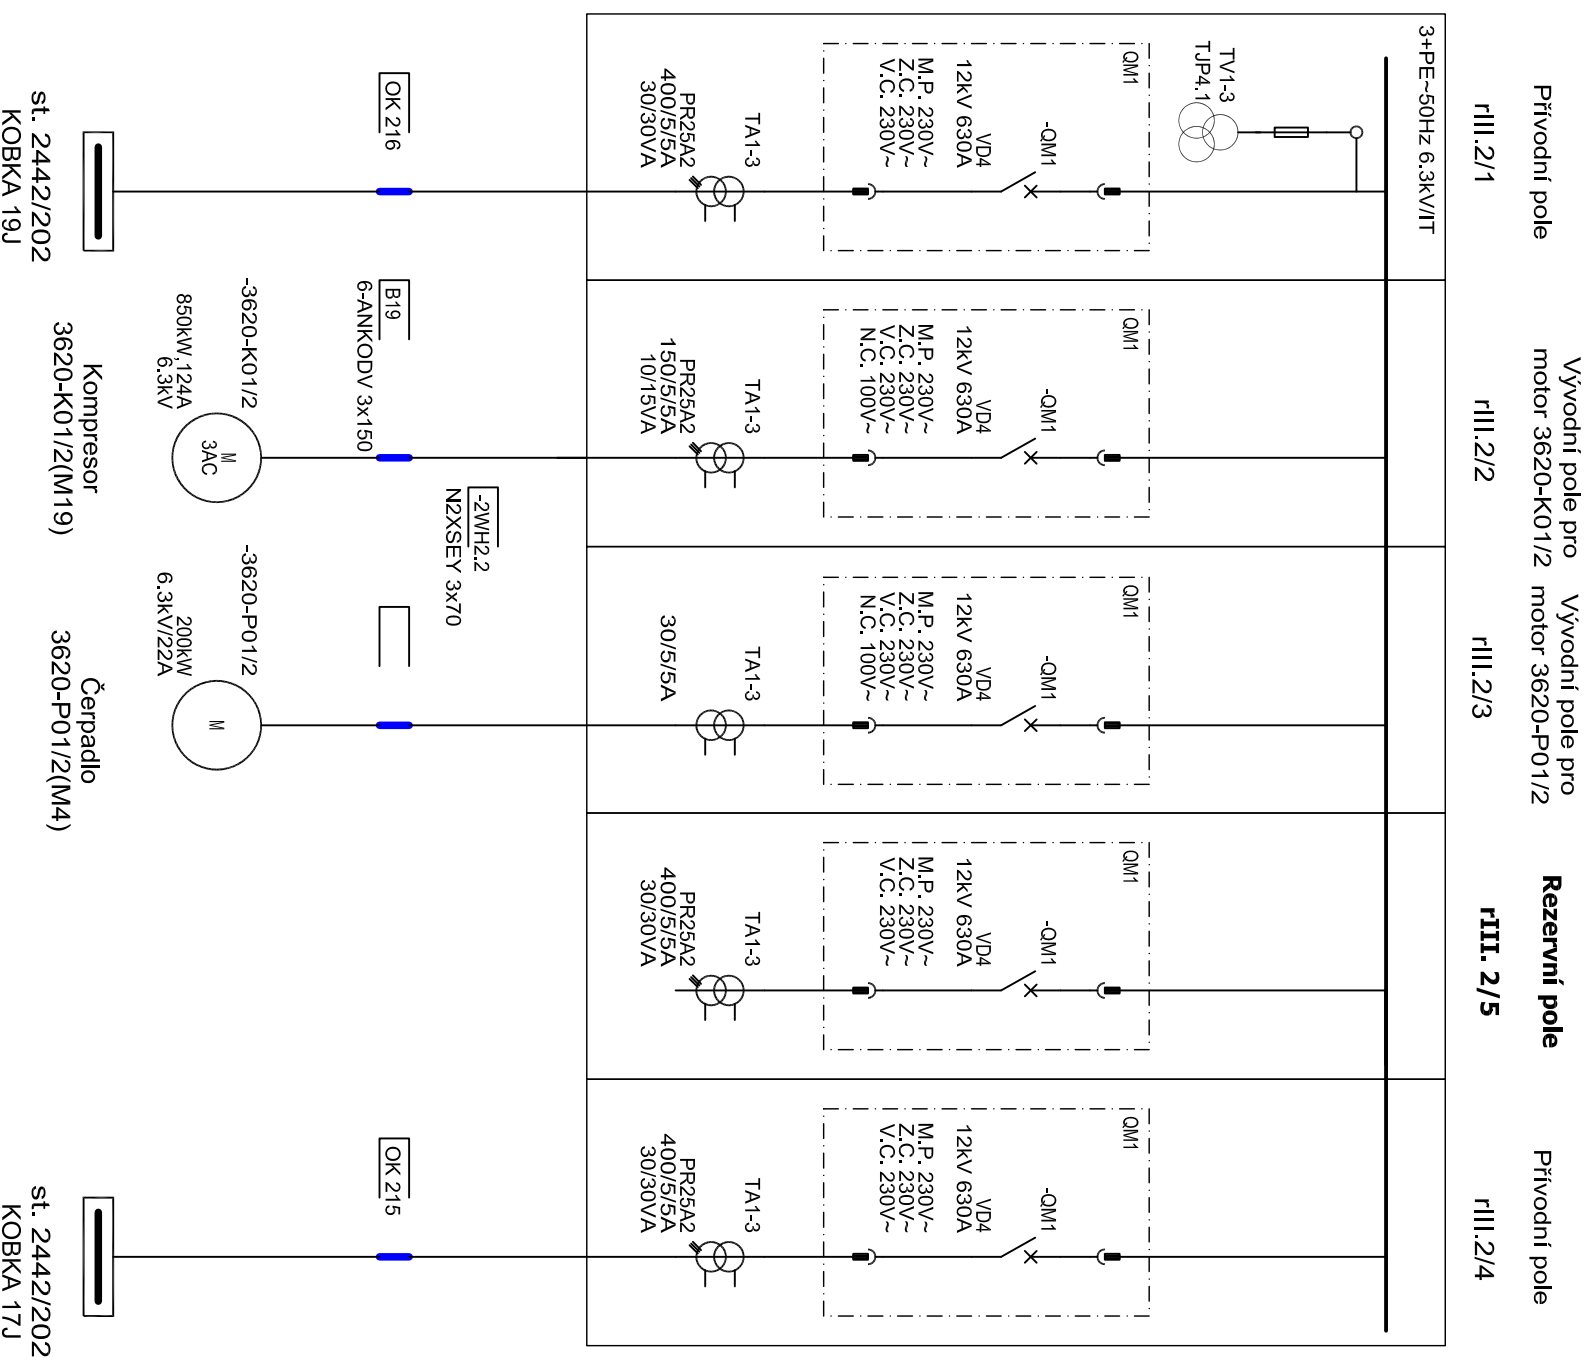 Přívodní pole
rIII.2/1
3+PE~50Hz 6.3kV/IT
TV1-3
TJP4.1
QM1
-QM1
VD4
12kV 630A
M.P. 230V~
Z.C. 230V~
V.C. 230V~
TA1-3
PR25A2
400/5/5A
30/30VA
OK 216
st. 2442/202
KOBKA 19J
Vývodní pole pro
motor 3620-K01/2
rIII.2/2
QM1
-QM1
VD4
12kV 630A
M.P. 230V~
Z.C. 230V~
V.C. 230V~
N.C. 100V~
TA1-3
PR25A2
150/5/5A
10/15VA
B19
6-ANKODV 3x150
-3620-K01/2
850kW,124A
6,3kV
M
3AC
Kompresor
3620-K01/2(M19)
Vývodní pole pro
motor 3620-P01/2
rIII.2/3
QM1
-QM1
VD4
12kV 630A
M.P. 230V~
Z.C. 230V~
V.C. 230V~
N.C. 100V~
TA1-3
30/5/5A
-2WH2.2
N2XSEY 3x70
-3620-P01/2
200kW
6.3kV/22A
M
Čerpadlo
3620-P01/2(M4)
Rezervní pole
rIII. 2/5
QM1
-QM1
VD4
12kV 630A
M.P. 230V~
Z.C. 230V~
V.C. 230V~
TA1-3
PR25A2
400/5/5A
30/30VA
Přívodní pole
rIII.2/4
QM1
-QM1
VD4
12kV 630A
M.P. 230V~
Z.C. 230V~
V.C. 230V~
TA1-3
PR25A2
400/5/5A
30/30VA
OK 215
st. 2442/202
KOBKA 17J